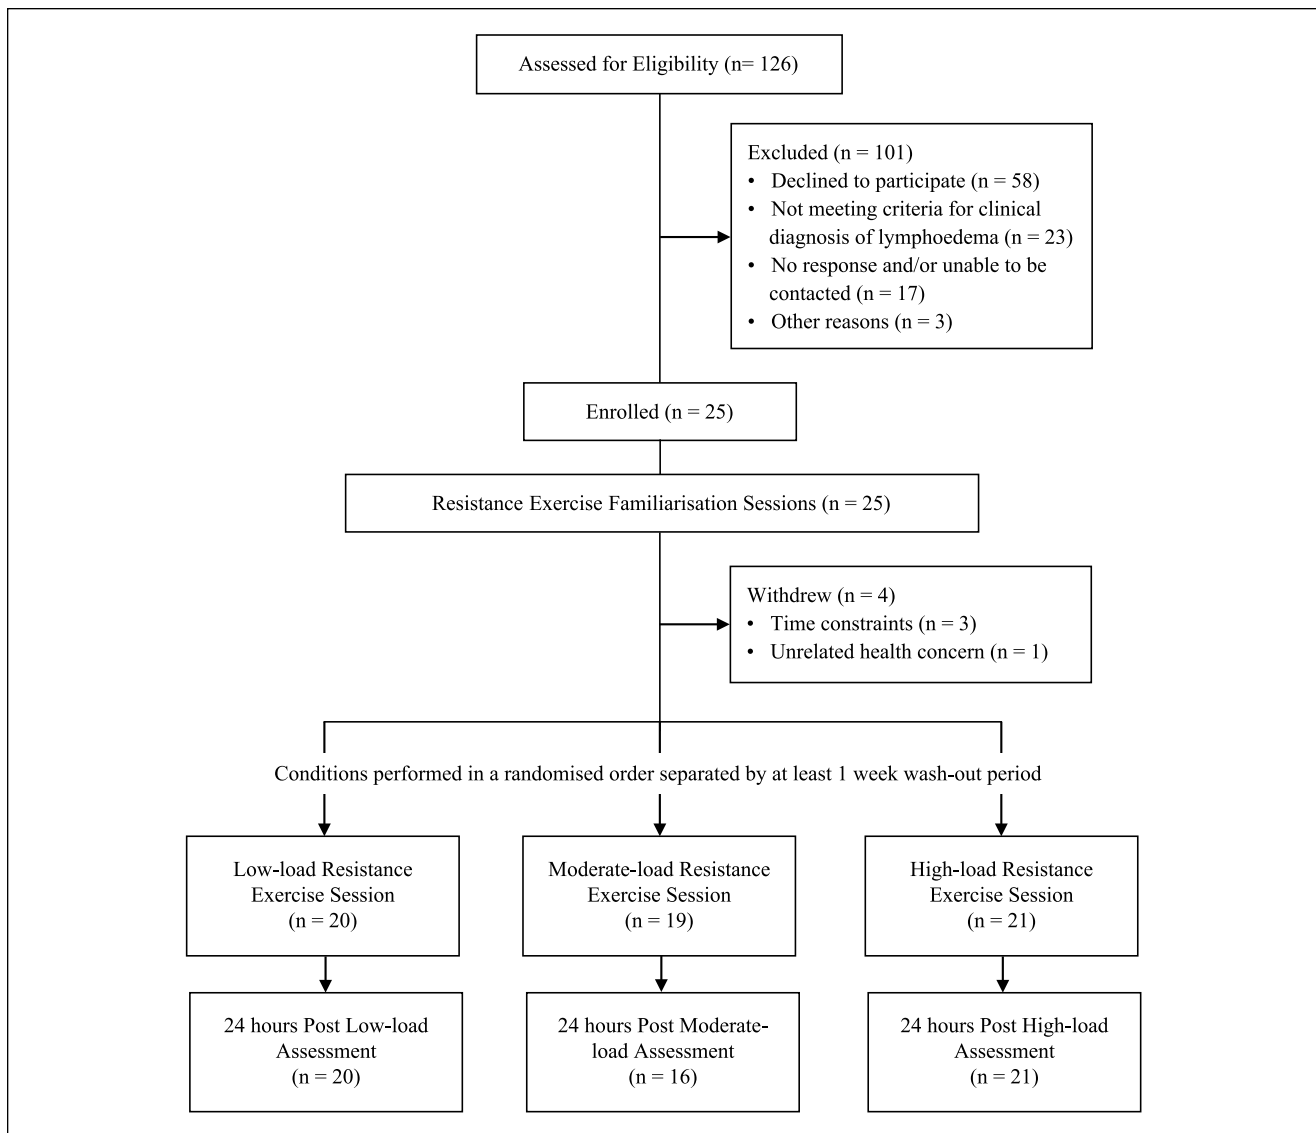 Assessed for Eligibility (n= 126)
Excluded (n = 101)
• Declined to participate (n = 58)
• Not meeting criteria for clinical
diagnosis of lymphoedema (n = 23)
• No response and/or unable to be
contacted (n = 17)
• Other reasons (n = 3)
Enrolled (n = 25)
Resistance Exercise Familiarisation Sessions (n = 25)
Withdrew (n = 4)
• Time constraints (n = 3)
• Unrelated health concern (n = 1)
Conditions performed in a randomised order separated by at least 1 week wash-out period
Low-load Resistance
Exercise Session
(n = 20)
Moderate-load Resistance
Exercise Session
(n = 19)
High-load Resistance
Exercise Session
(n = 21)
24 hours Post Low-load
Assessment
(n = 20)
24 hours Post Moderate-
load Assessment
(n = 16)
24 hours Post High-load
Assessment
(n = 21)